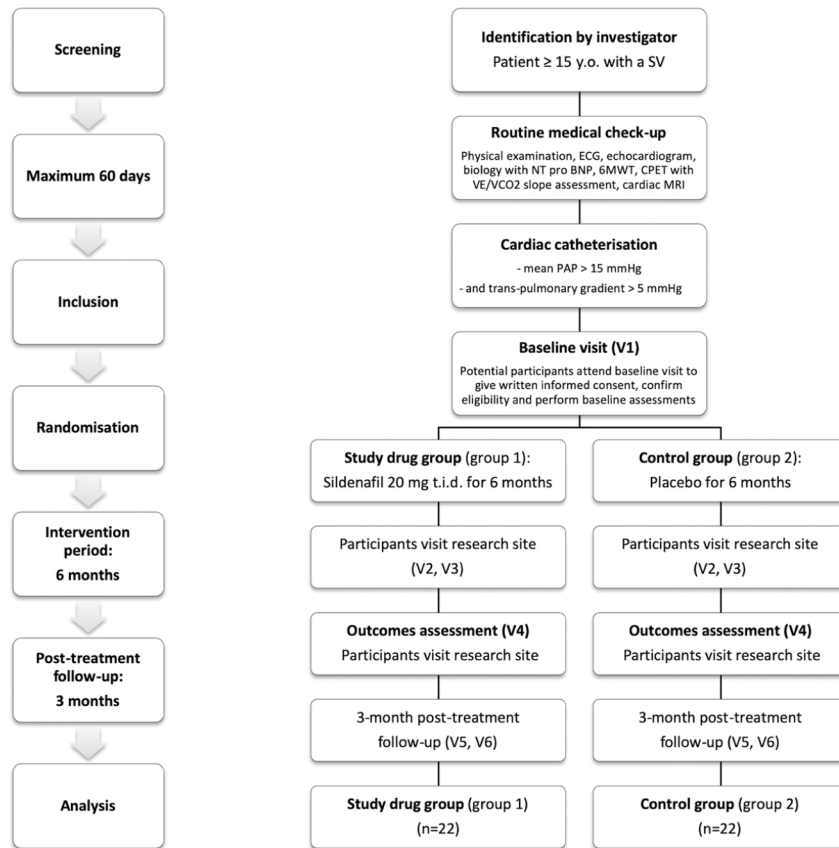 Screening
Maximum 60 days
Inclusion
Randomisation
Intervention
period:
6 months
Post-treatment
follow-up:
3 months
Analysis
Identification by investigator
Patient ≥ 15 y.o. with a SV
Routine medical check-up
Physical examination, ECG, echocardiogram,
biology with NT pro BNP, 6MWT, CPET with
VE/VCO2 slope assessment, cardiac MRI
Cardiac catheterisation
- mean PAP > 15 mmHg
- and trans-pulmonary gradient > 5 mmHg
Baseline visit (V1)
Potential participants attend baseline visit to
give written informed consent, confirm
eligibility and perform baseline assessments
Study drug group (group 1):
Sildenafil 20 mg t.i.d. for 6 months
Participants visit research site
(V2, V3)
Outcomes assessment (V4)
Participants visit research site
3-month post-treatment
follow-up (V5, V6)
Study drug group (group 1)
(n=22)
Control group (group 2):
Placebo for 6 months
Participants visit research site
(V2, V3)
Outcomes assessment (V4)
Participants visit research site
3-month post-treatment
follow-up (V5, V6)
Control group (group 2)
(n=22)